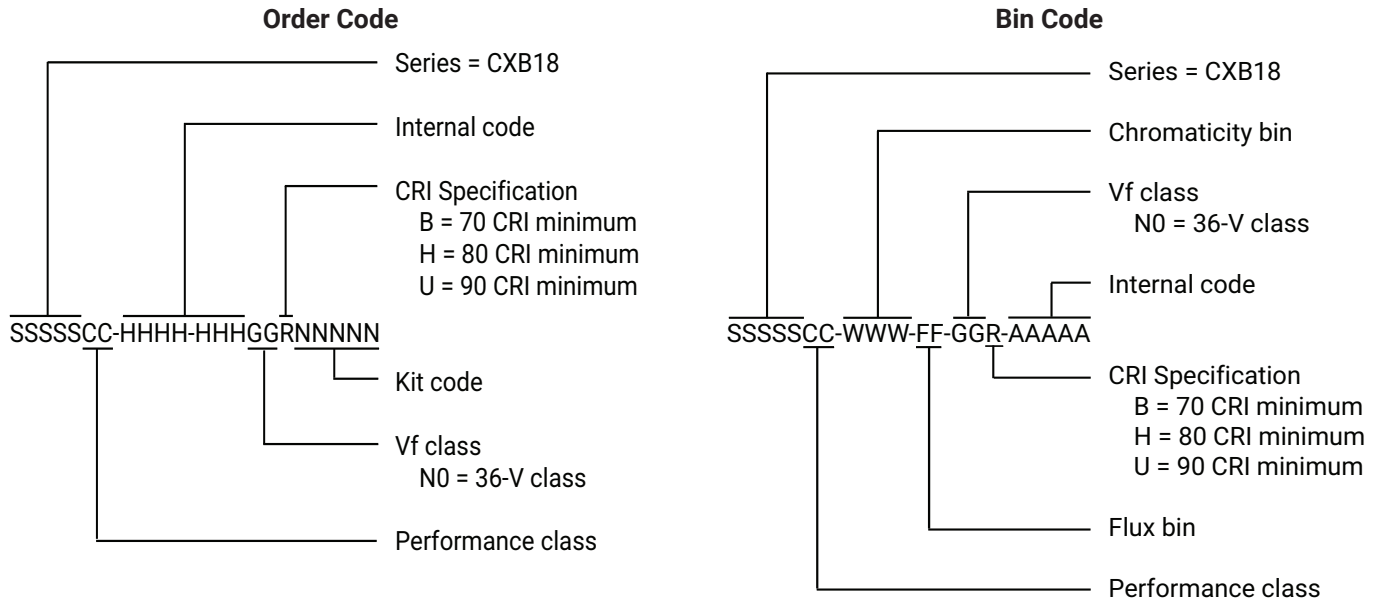 Order Code
Series = CXB18
Internal code
CRI Specification
B = 70 CRI minimum
H = 80 CRI minimum
U = 90 CRI minimum
SSSSSCC-HHHH-HHHGGRNNNNN
Kit code
Vf class
N0 = 36-V class
Performance class
Bin Code
Series = CXB18
Chromaticity bin
Vf class
N0 = 36-V class
Internal code
SSSSSCC-WWW-FF-GGR-AAAAA
CRI Specification
B = 70 CRI minimum
H = 80 CRI minimum
U = 90 CRI minimum
Flux bin
Performance class